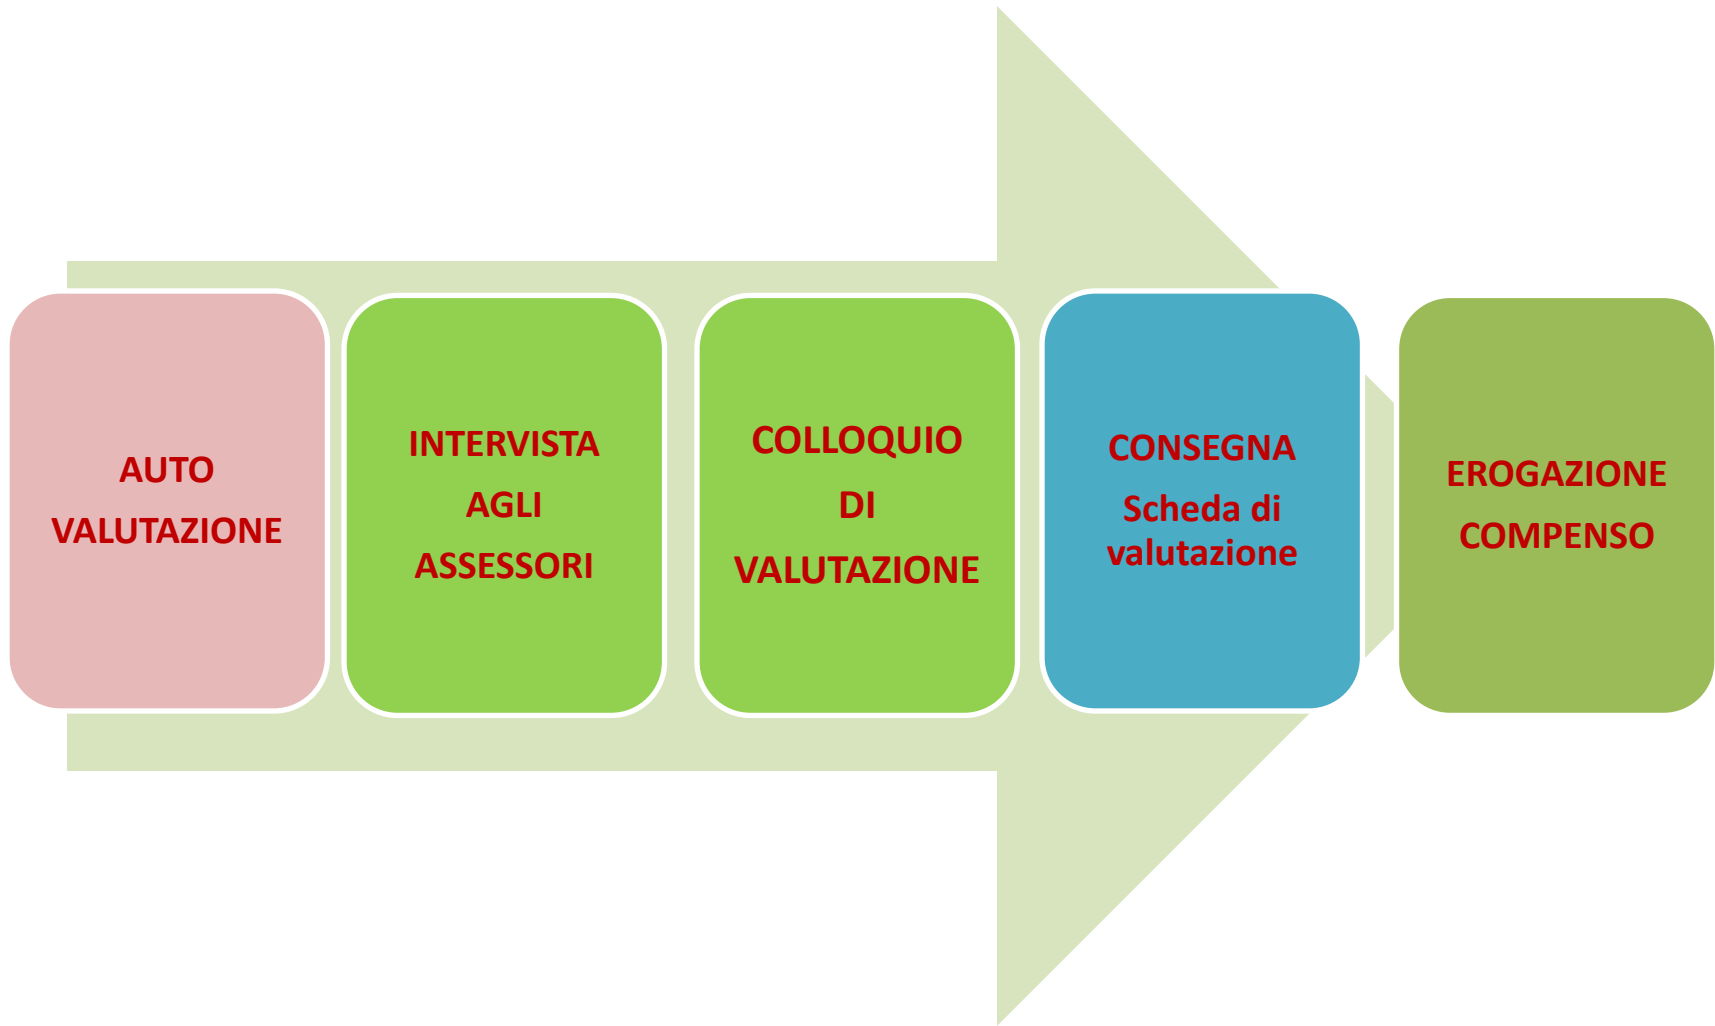 AUTO
VALUTAZIONE
INTERVISTA
AGLI
ASSESSORI
COLLOQUIO
DI
VALUTAZIONE
CONSEGNA
Scheda di
valutazione
EROGAZIONE
COMPENSO